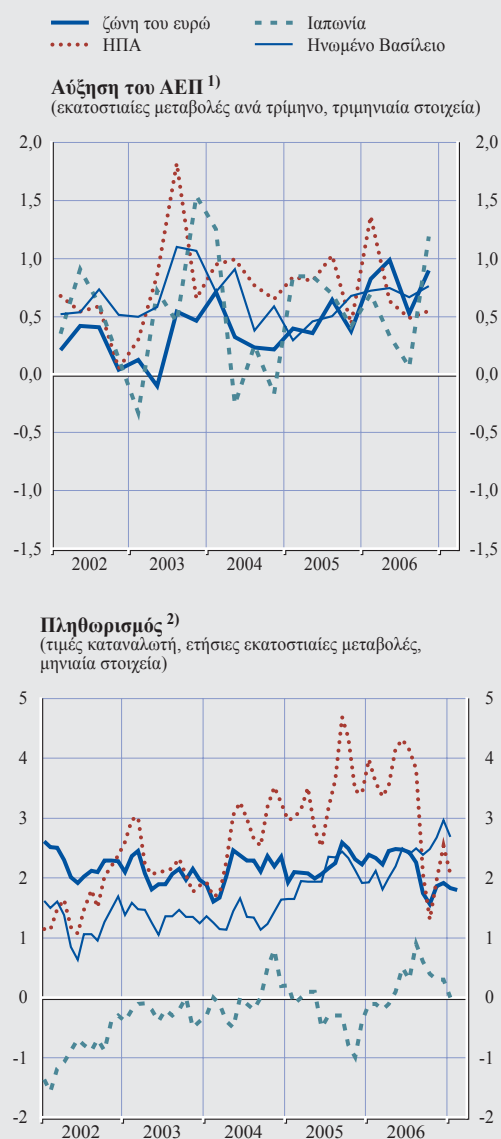 ζώνη του ευρώ Ιαπωνία
ΗΠΑ Ηνωμένο Βασίλειο
Αύξηση του ΑΕΠ 1)
(εκατοστιαίες μεταβολές ανά τρίμηνο, τριμηνιαία στοιχεία)
2,0 2,0
1,5 1,5
1,0 1,0
0,5 0,5
0,0 0,0
-0,5 -0,5
-1,0 -1,0
-1,5 -1,5
2002 2003 2004 2005 2006
Πληθωρισμός 2)
(τιμές καταναλωτή, ετήσιες εκατοστιαίες μεταβολές,
μηνιαία στοιχεία)
5 5
4 4
3 3
2 2
1 1
0 0
-1 -1
-2 -2
2002 2003 2004 2005 2006